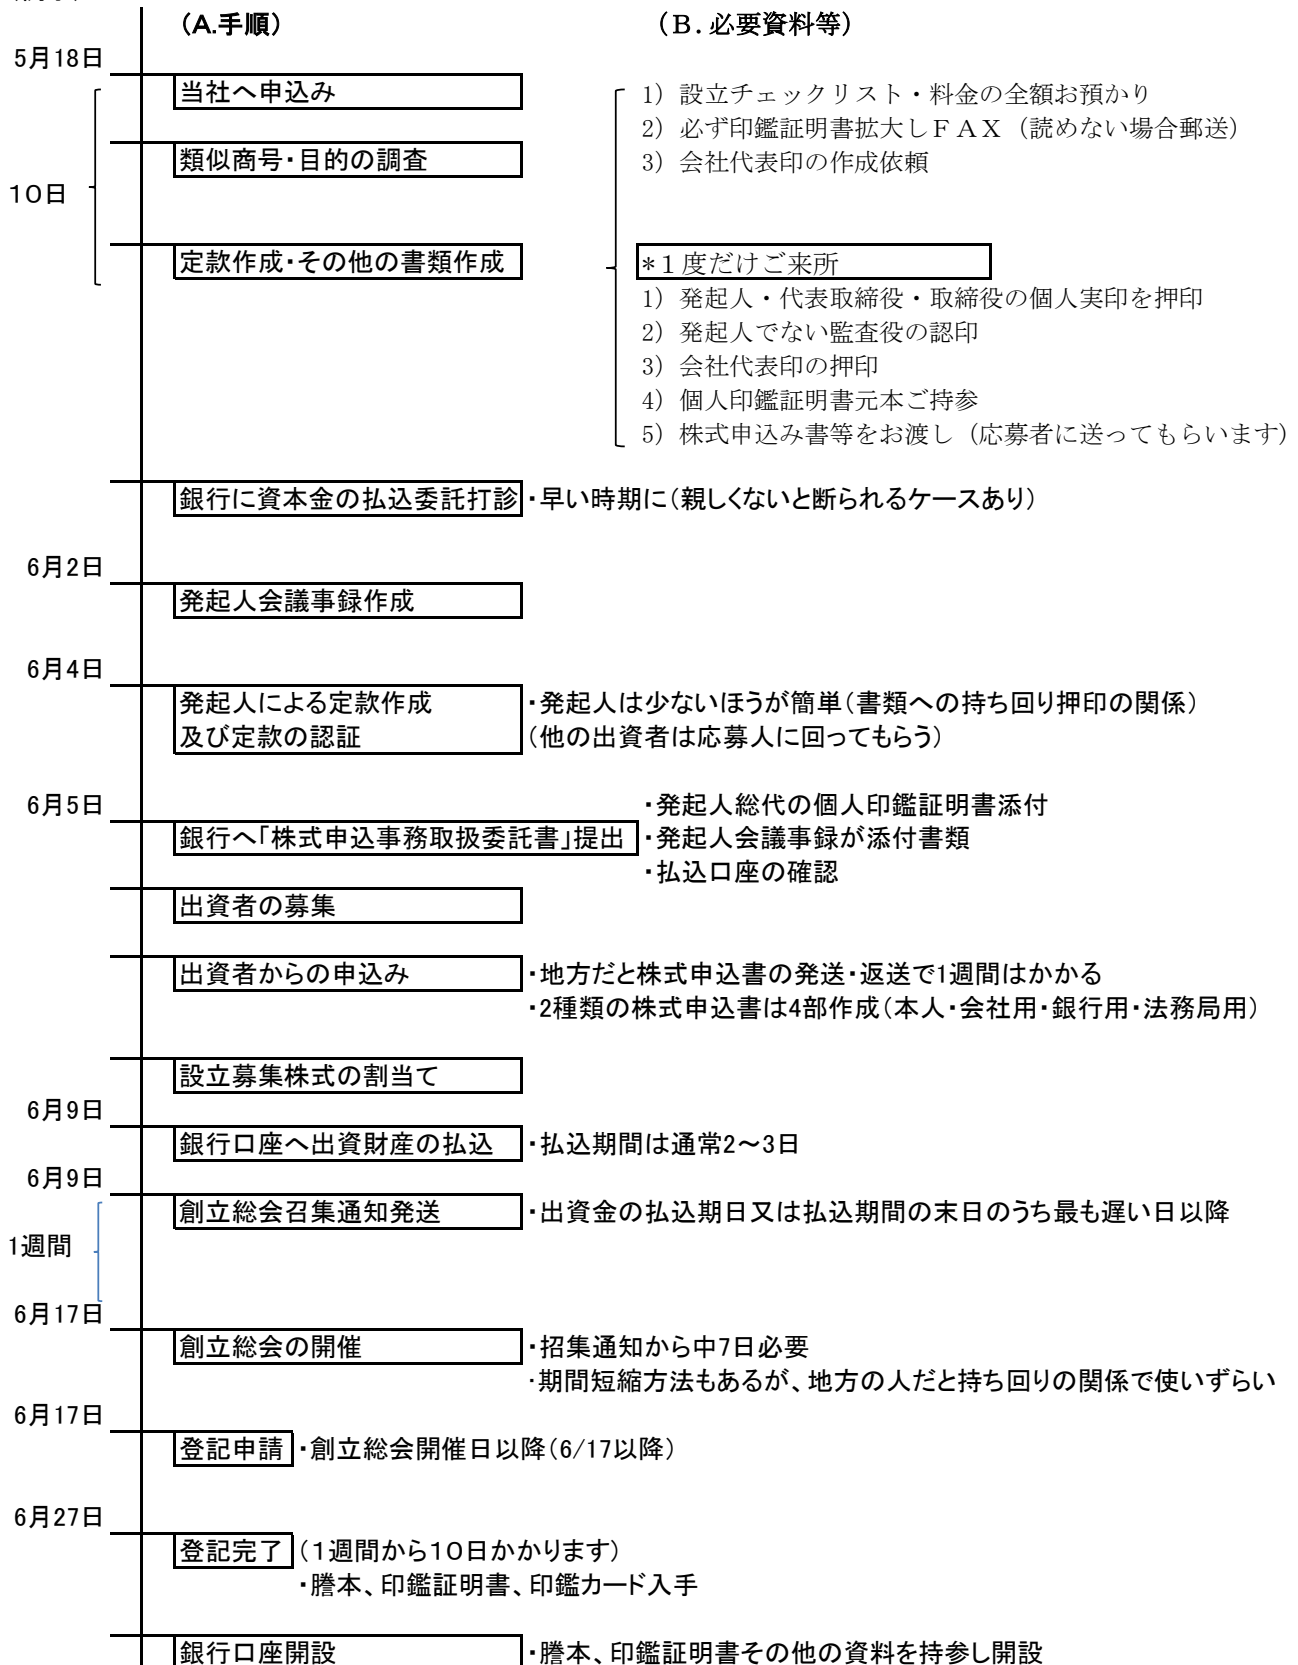 (A.手順)　(B.必要資料等)
5月18日
当社へ申込み　1) 設立チェックリスト・料金の全額お預かり
2) 必ず印鑑証明書拡大しFAX（読めない場合郵送）
類似商号・目的の調査　3) 会社代表印の作成依頼
10日
定款作成・その他の書類作成　*1度だけご来所
1) 発起人・代表取締役・取締役の個人実印を押印
2) 発起人でない監査役の認印
3) 会社代表印の押印
4) 個人印鑑証明書元本ご持参
5) 株式申込み書等をお渡し（応募者に送ってもらいます）
銀行に資本金の払込委託打診・早い時期に（親しくないと断られるケースあり）
6月2日
発起人会議事録作成
6月4日
発起人による定款作成　・発起人は少ないほうが簡単（書類への持ち回り押印の関係）
及び定款の認証　（他の出資者は応募人に回ってもらう）
6月5日　・発起人総代の個人印鑑証明書添付
銀行へ「株式申込事務取扱委託書」提出　・発起人会議事録が添付書類
・払込口座の確認
出資者の募集
出資者からの申込み　・地方だと株式申込書の発送・返送で1週間はかかる
・2種類の株式申込書は4部作成（本人・会社用・銀行用・法務局用）
設立募集株式の割当て
6月9日
銀行口座へ出資財産の払込　・払込期間は通常2～3日
6月9日
創立総会召集通知発送　・出資金の払込期日又は払込期間の末日のうち最も遅い日以降
1週間
6月17日
創立総会の開催　・招集通知から中7日必要
・期間短縮方法もあるが、地方の人だと持ち回りの関係で使いずらい
6月17日
登記申請　・創立総会開催日以降（6/17以降）
6月27日
登記完了　（1週間から10日かかります）
・謄本、印鑑証明書、印鑑カード入手
銀行口座開設　・謄本、印鑑証明書その他の資料を持参し開設